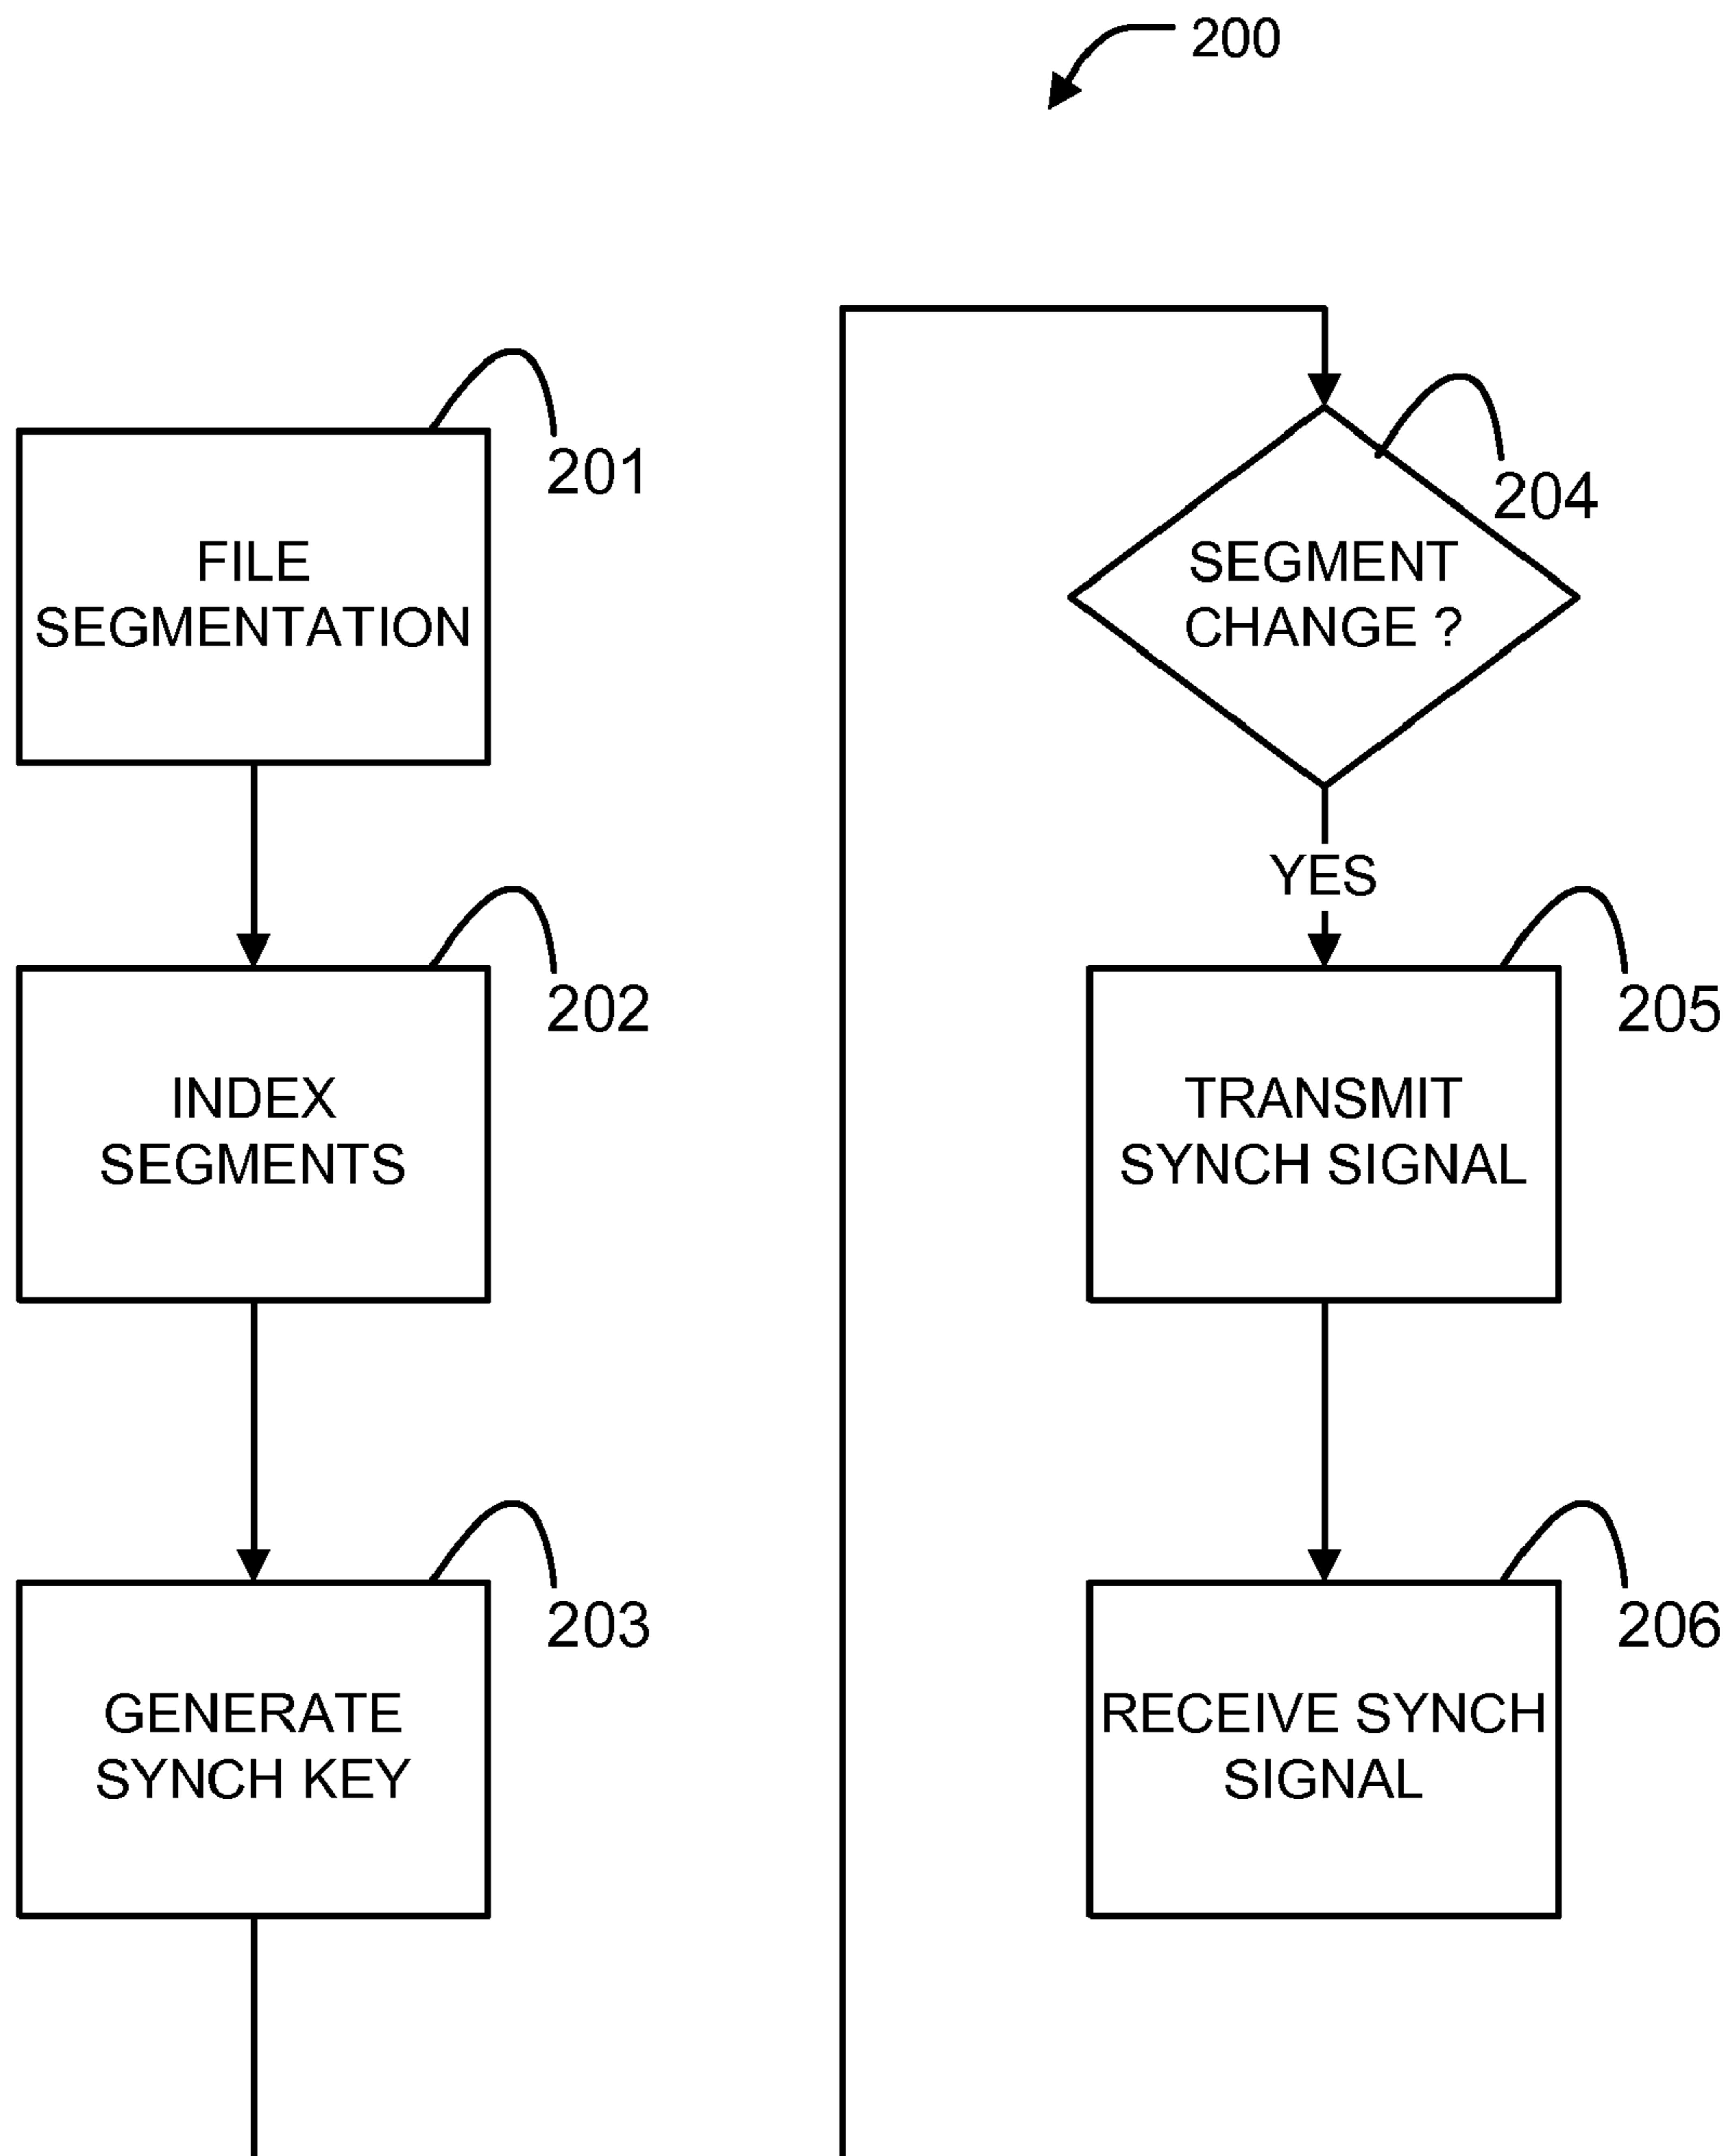 200
201
FILE
SEGMENTATION
202
INDEX
SEGMENTS
203
GENERATE
SYNCH KEY
204
SEGMENT
CHANGE ?
YES
205
TRANSMIT
SYNCH SIGNAL
206
RECEIVE SYNCH
SIGNAL